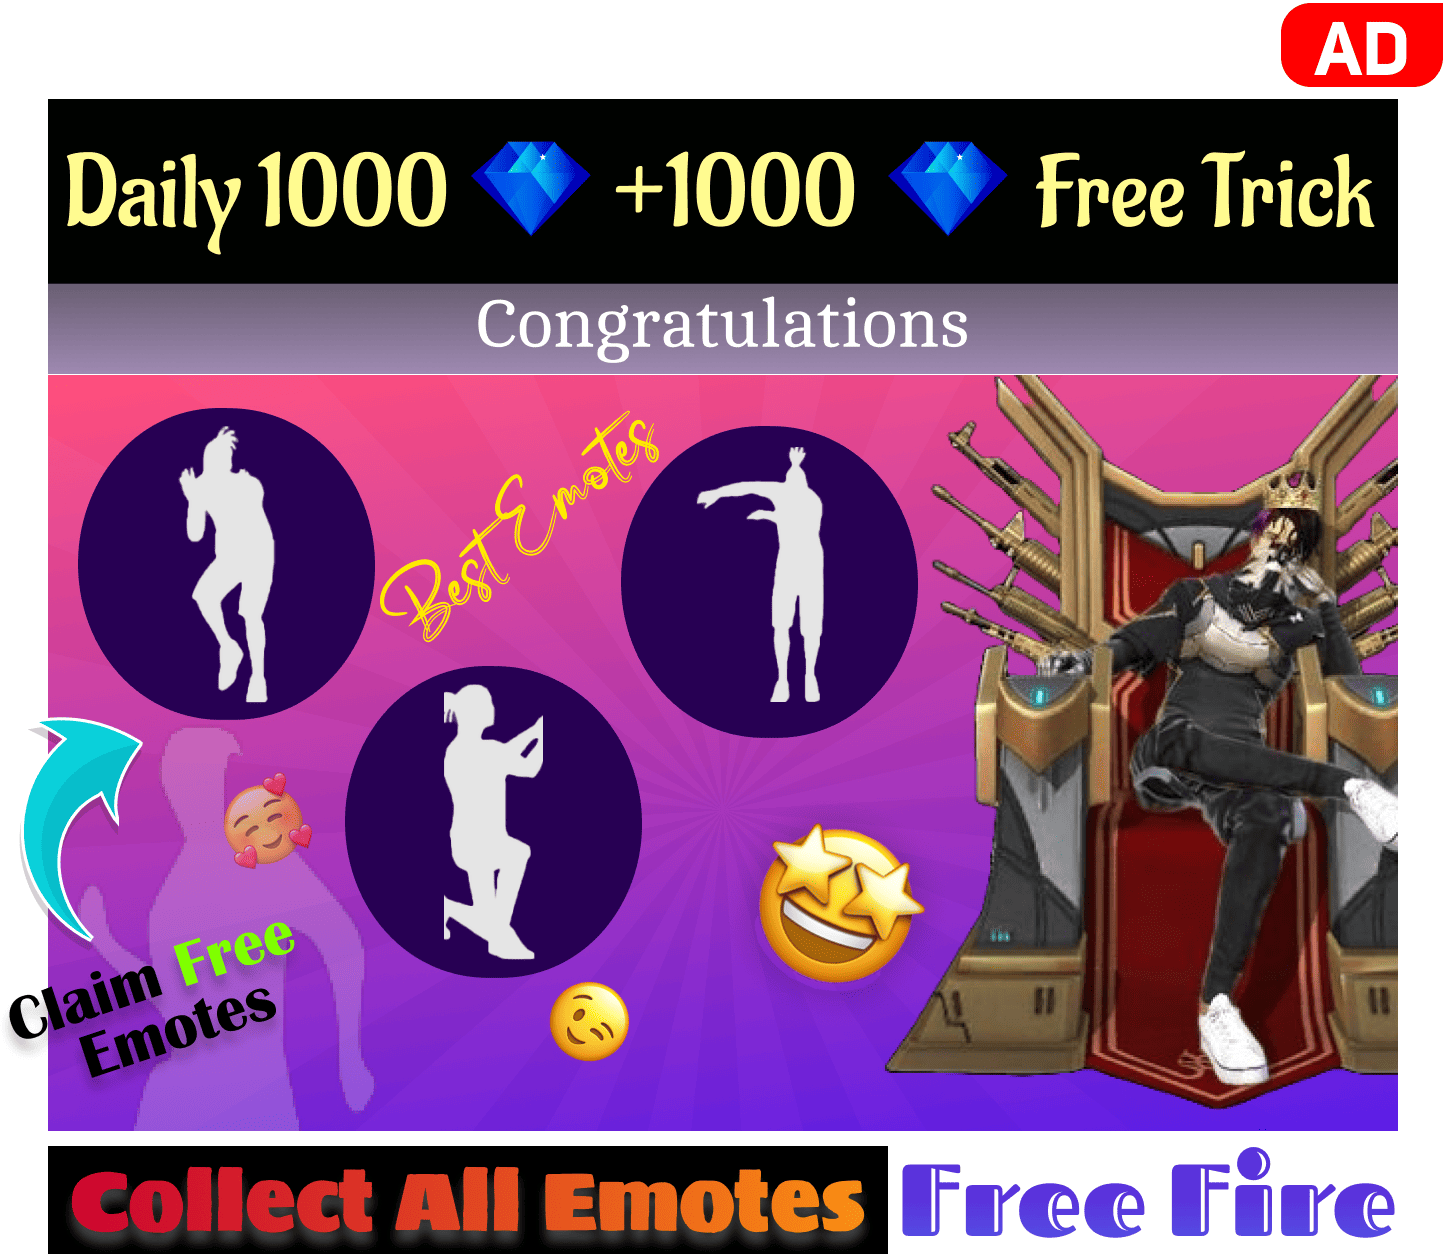 AD
Daily 1000 +1000 Free Trick
Congratulations
Best Emotes
Claim Free
Emotes
Collect All Emotes
Free Fire